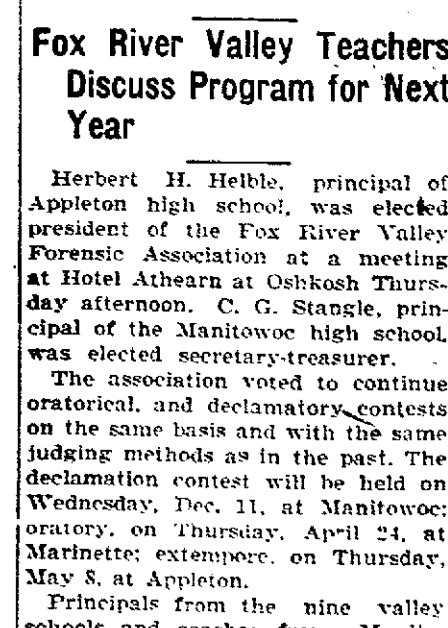 Fox River Valley Teachers
Discuss Program for Next
Year
Herbert H. Helble, principal of
Appleton high school, was elected
president of the Fox River Valley
Forensic Association at a meeting
at Hotel Athearn at Oshkosh Thurs-
day afternoon. C. G. Stangle, prin-
cipal of the Manitowoc high school,
was elected secretary-treasurer.
The association voted to continue
oratorical, and declamatory contests
on the same basis and with the same
judging methods as in the past. The
declamation contest will be held on
Wednesday, Dec. 11, at Manitowoc;
oratory, on Thursday, April 24, at
Marinette; extempore, on Thursday,
May 8, at Appleton.
Principals from the nine valley
schools and